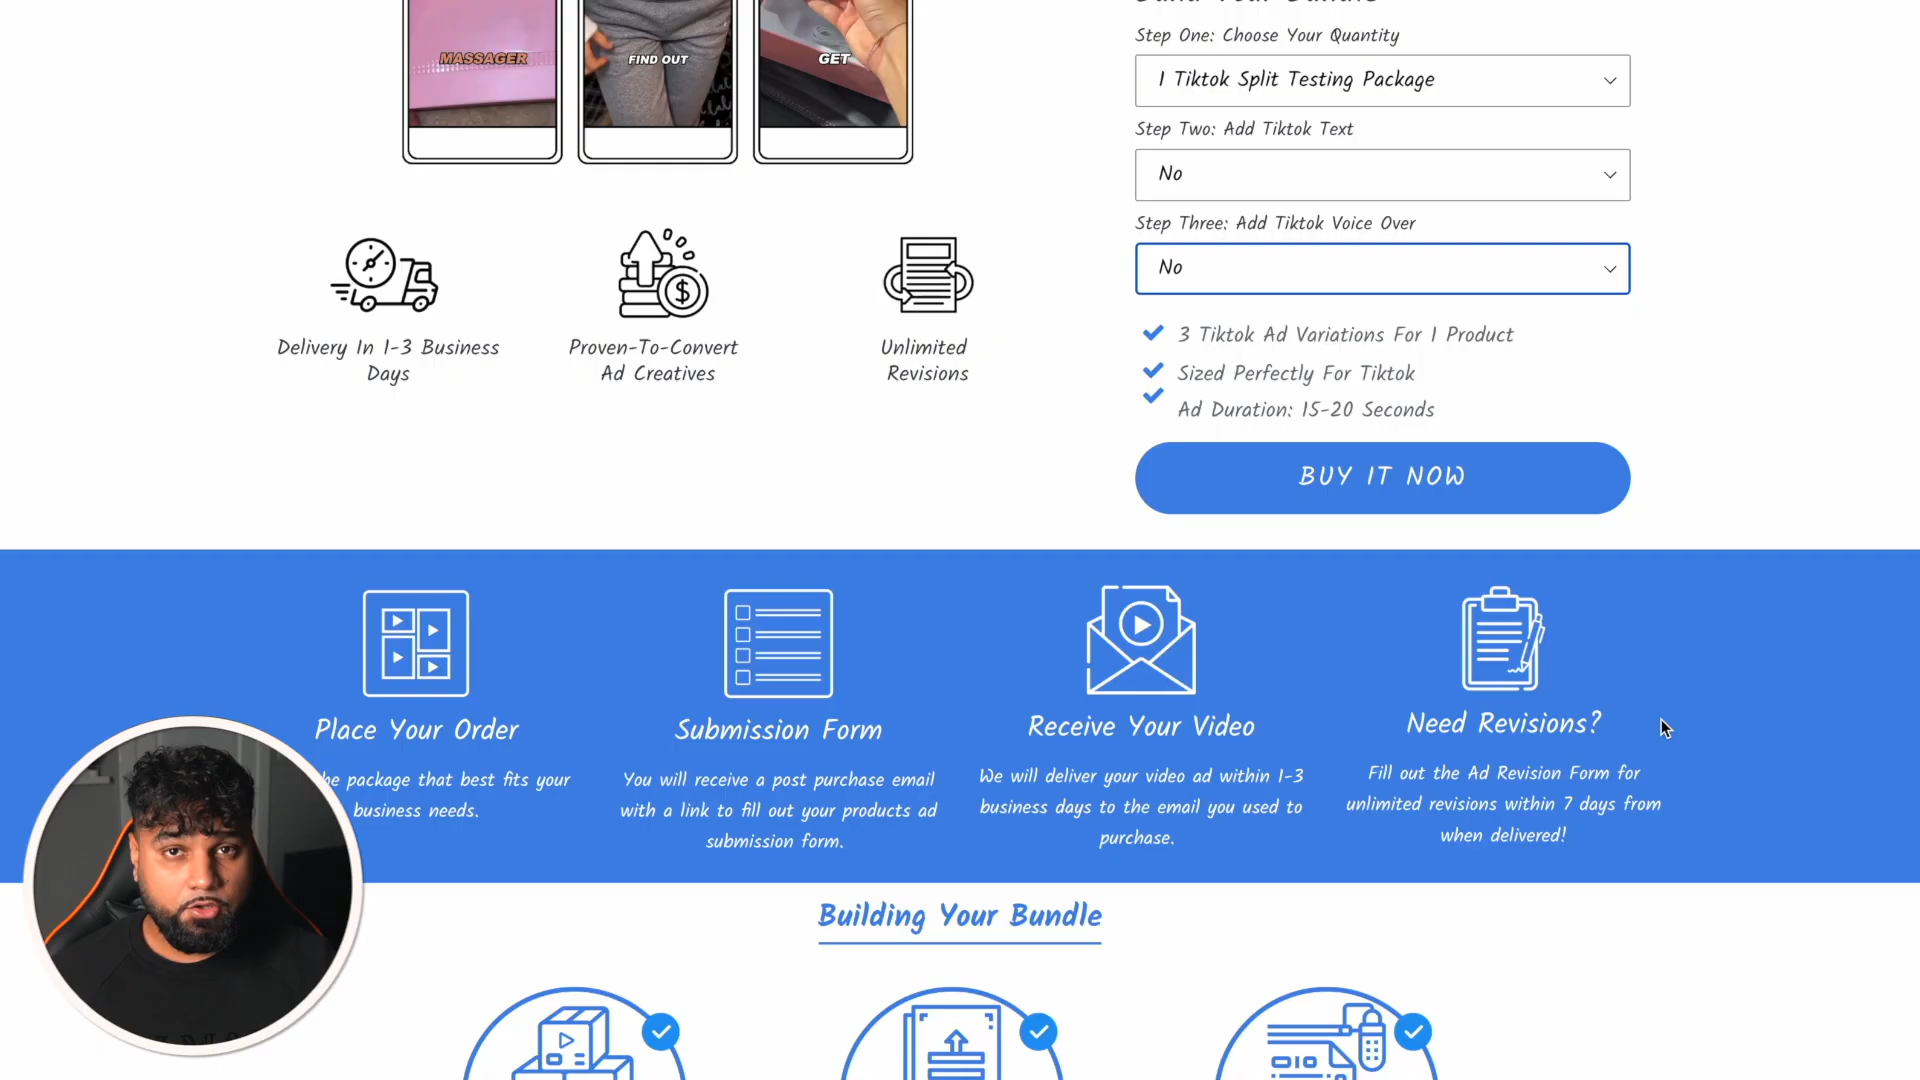 MASSAGER
FIND OUT
GET
Step One: Choose Your Quantity
1 Tiktok Split Testing Package
Step Two: Add Tiktok Text
No
Step Three: Add Tiktok Voice Over
No
3 Tiktok Ad Variations For 1 Product
Sized Perfectly For Tiktok
Ad Duration: 15-20 Seconds
BUY IT NOW
Delivery In 1-3 Business
Days
Proven-To-Convert
Ad Creatives
Unlimited
Revisions
Place Your Order
he package that best fits your
business needs.
Submission Form
You will receive a post purchase email
with a link to fill out your products ad
submission form.
Receive Your Video
We will deliver your video ad within 1-3
business days to the email you used to
purchase.
Need Revisions?
Fill out the Ad Revision Form for
unlimited revisions within 7 days from
when delivered!
Building Your Bundle